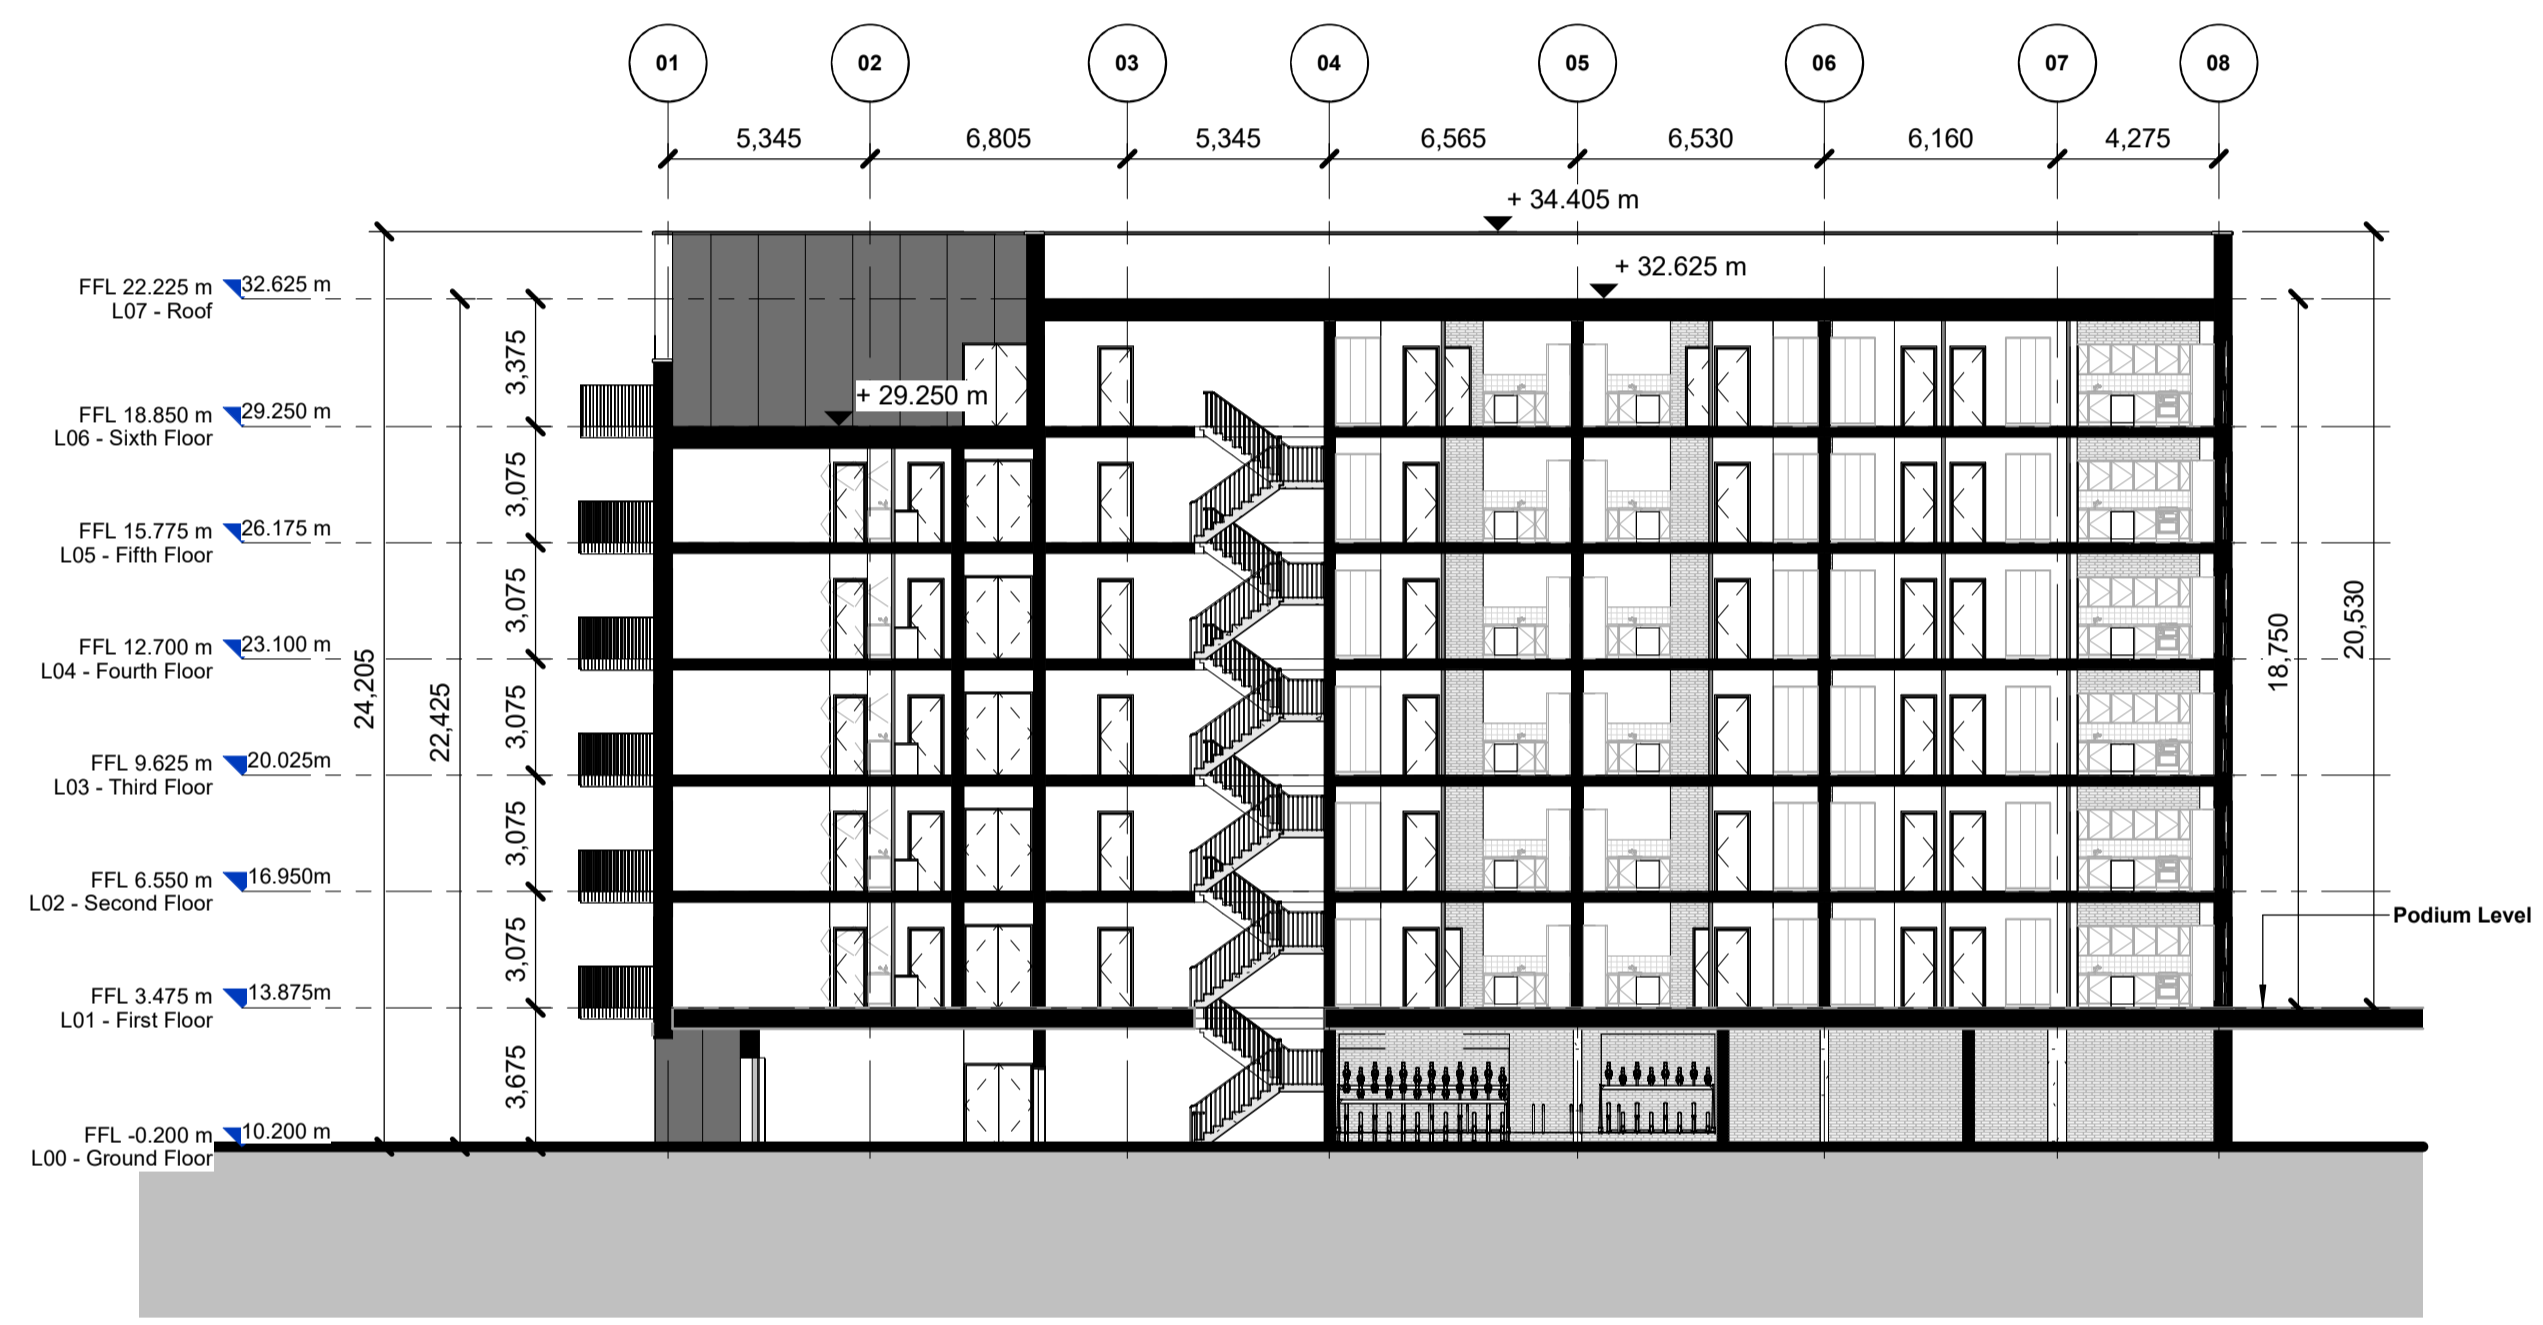 01 02 03 04 05 06 07 08
5,345 6,805 5,345 6,565 6,530 6,160 4,275
+ 34.405 m
+ 32.625 m
FFL 22.225 m 32.625 m
L07 - Roof
3,375
+ 29.250 m
FFL 18.850 m 29.250 m
L06 - Sixth Floor
3,075
FFL 15.775 m 26.175 m
L05 - Fifth Floor
3,075
FFL 12.700 m 23.100 m
L04 - Fourth Floor
24,205
22,425
3,075
18,750
20,530
FFL 9.625 m 20.025m
L03 - Third Floor
3,075
FFL 6.550 m 16.950m
L02 - Second Floor
Podium Level
3,075
FFL 3.475 m 13.875m
L01 - First Floor
3,675
FFL -0.200 m 10.200 m
L00 - Ground Floor